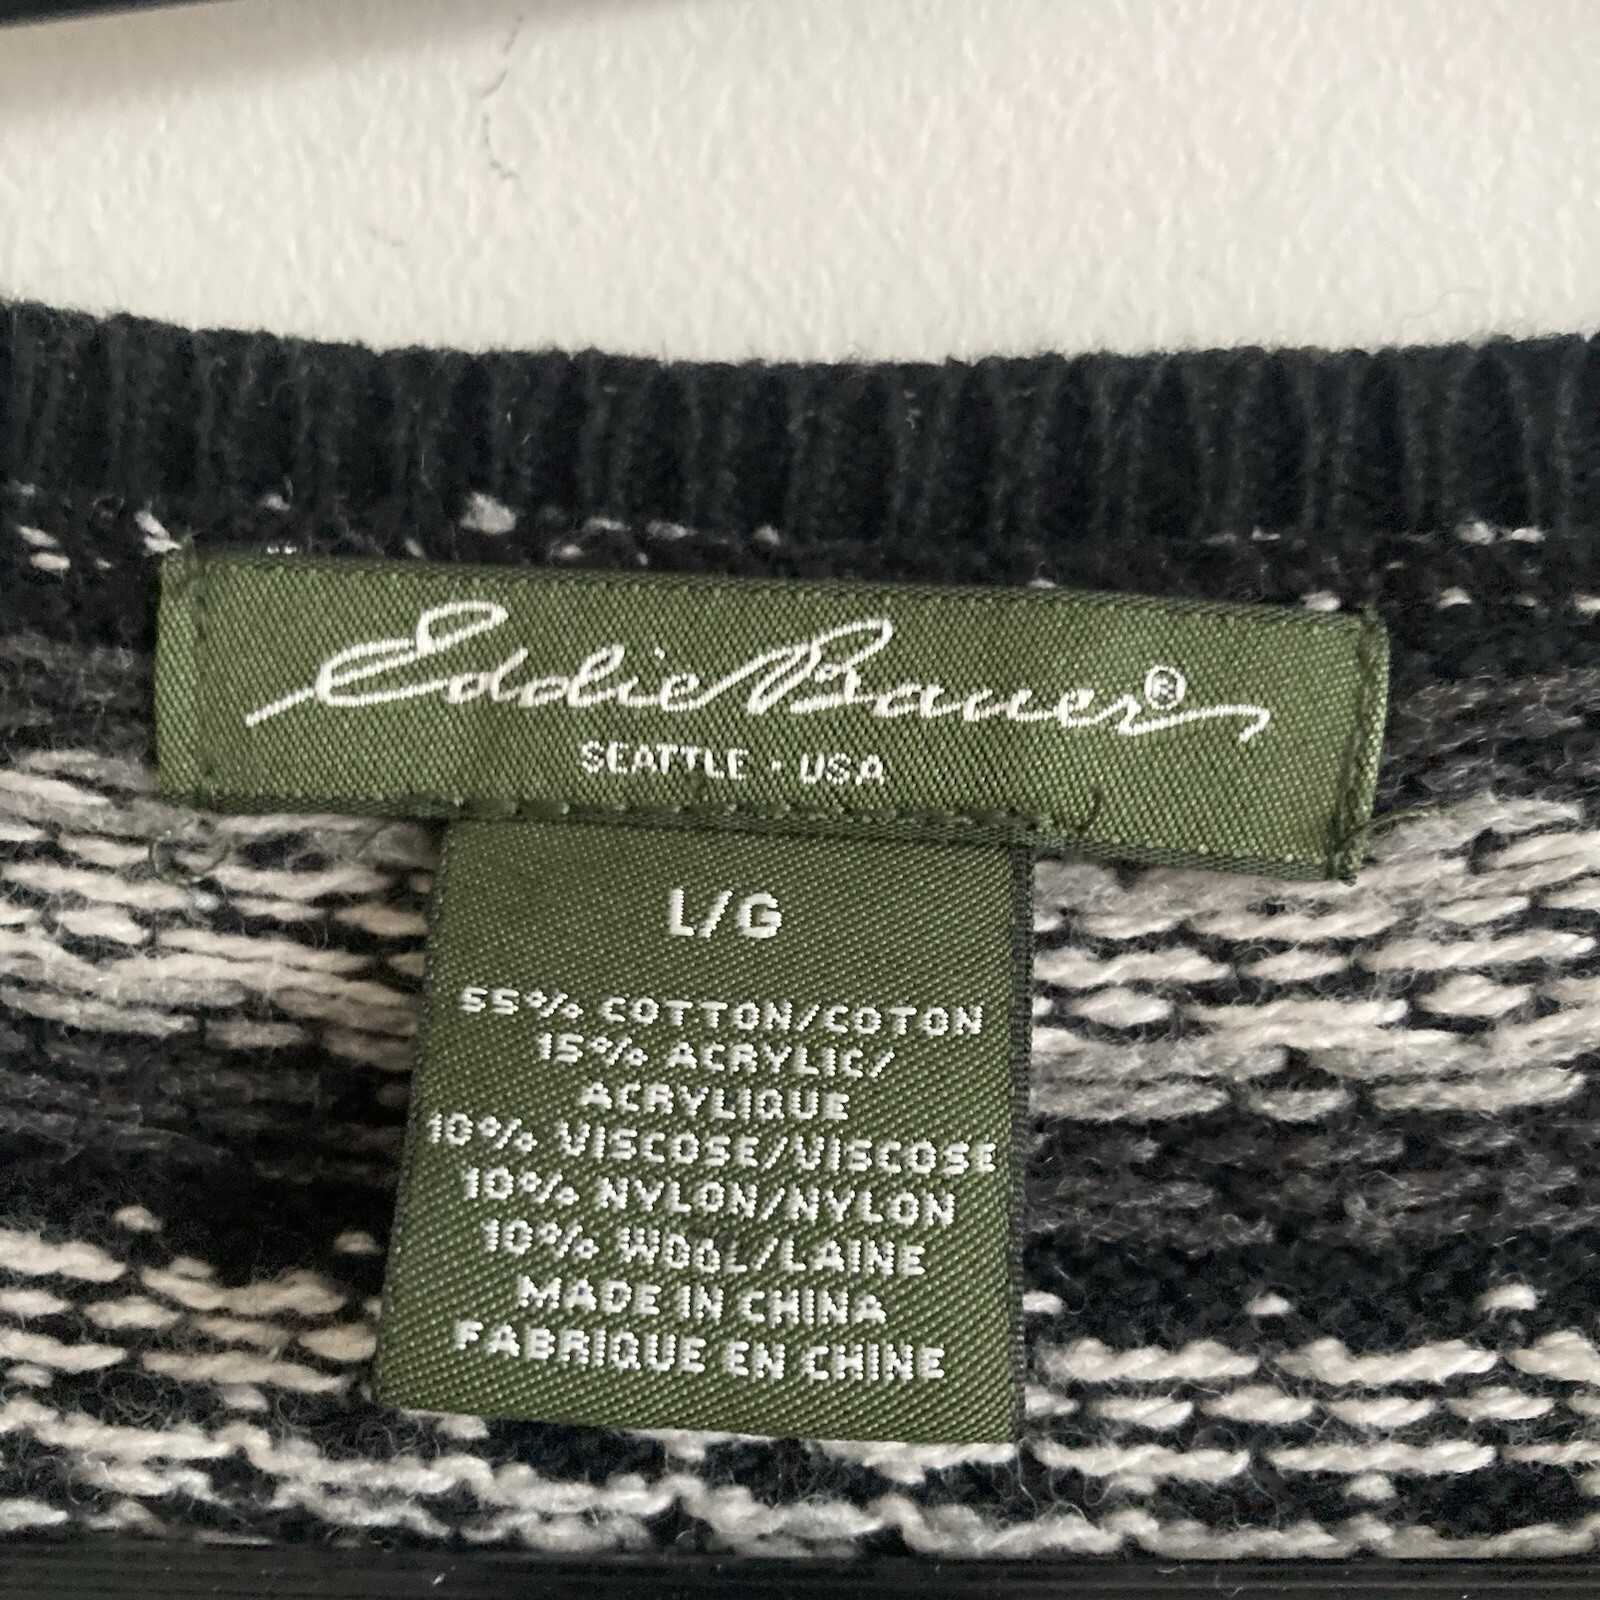 Eddie Bauer®
SEATTLE · USA
L/G
55% COTTON/COTON
15% ACRYLIC/
ACRYLIQUE
10% VISCOSE/VISCOSE
10% NYLON/NYLON
10% WOOL/LAINE
MADE IN CHINA
FABRIQUE EN CHINE